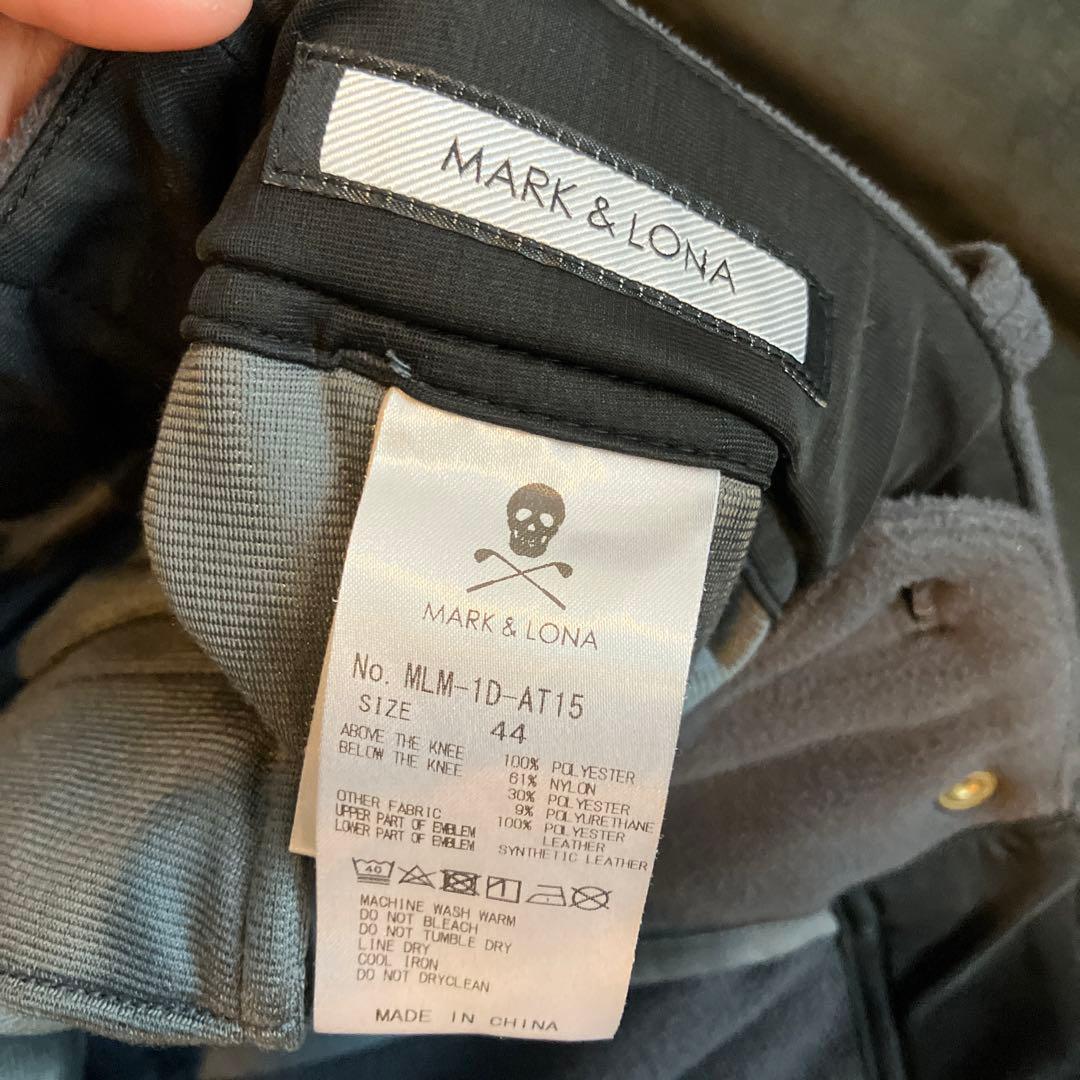 MARK & LONA
MARK & LONA
No. MLM-1D-AT15
SIZE 44
ABOVE THE KNEE 100% POLYESTER
BELOW THE KNEE 61% NYLON
30% POLYESTER
9% POLYURETHANE
OTHER FABRIC 100% POLYESTER
UPPER PART OF EMBLEM LEATHER
LOWER PART OF EMBLEM SYNTHETIC LEATHER
40
MACHINE WASH WARM
DO NOT BLEACH
DO NOT TUMBLE DRY
LINE DRY
COOL IRON
DO NOT DRYCLEAN
MADE IN CHINA